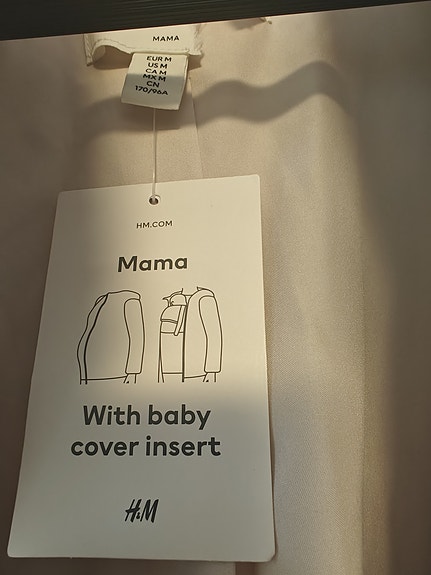 MAMA
EUR M
US M
CA M
MX M
CN
170/96A
HM.COM
Mama
With baby
cover insert
H&M